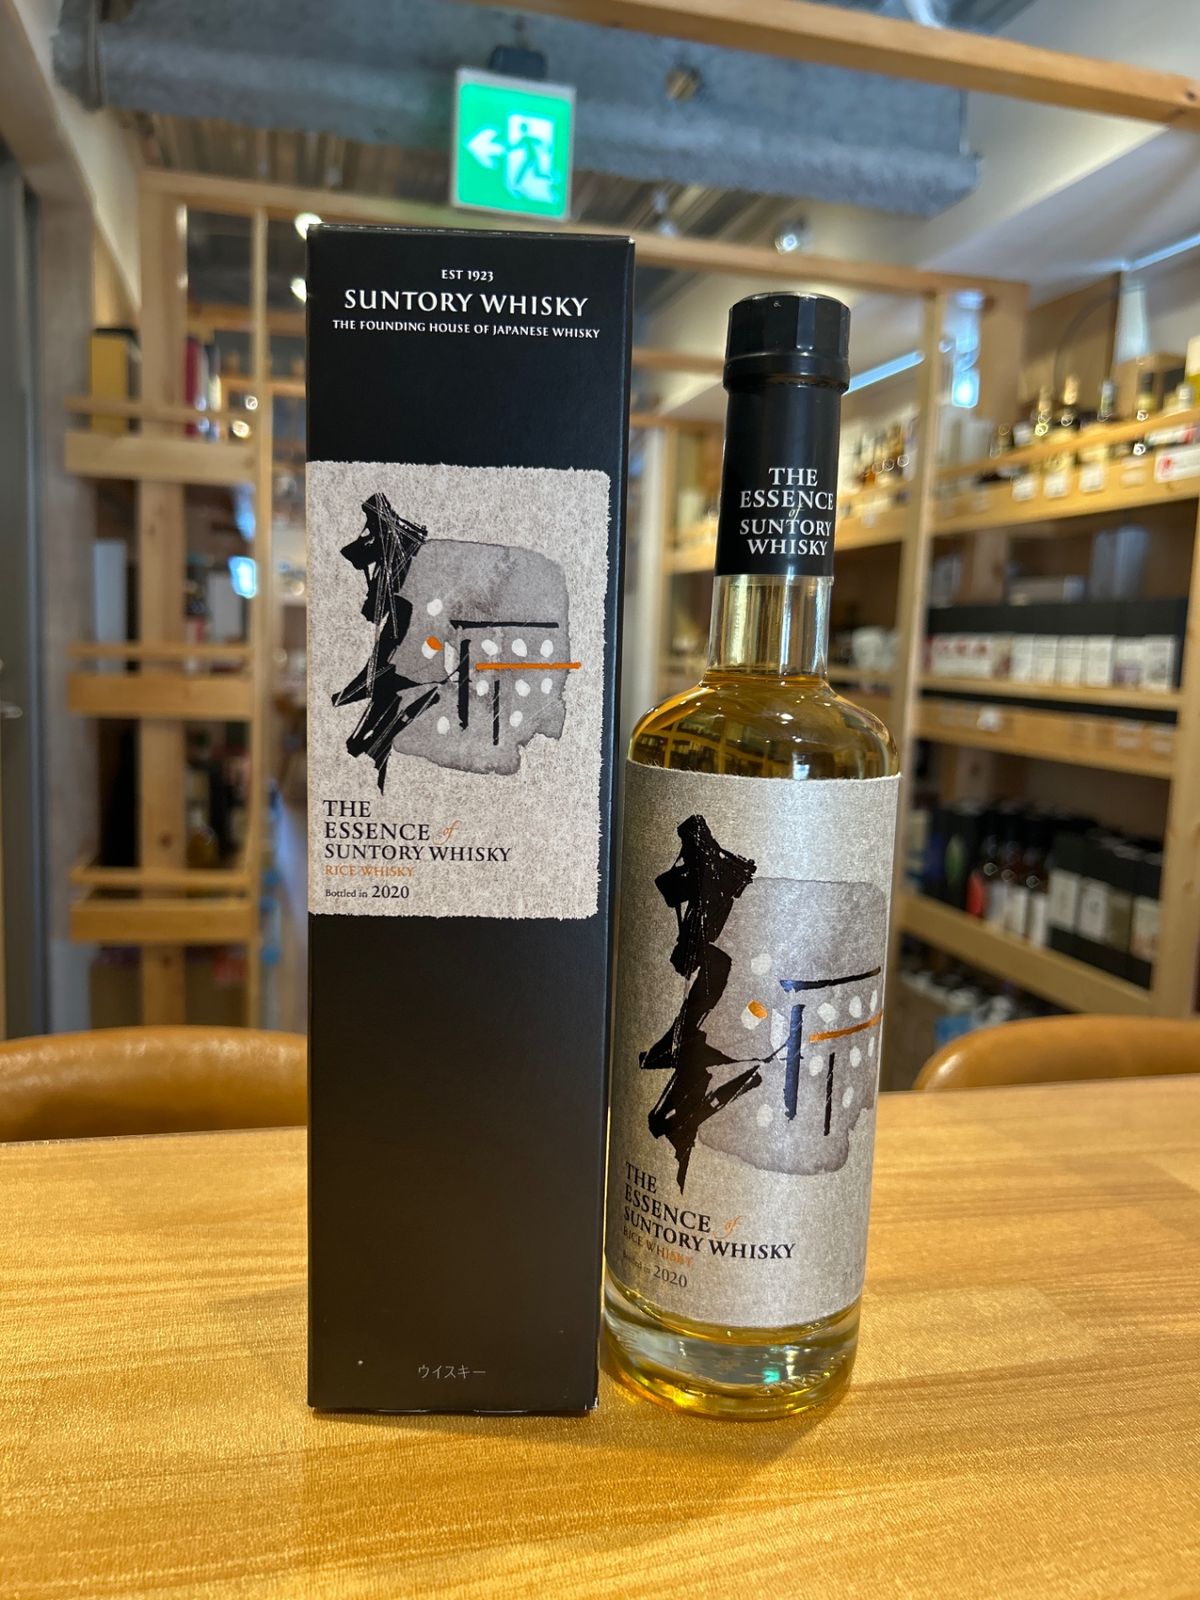 EST 1923
SUNTORY WHISKY
THE FOUNDING HOUSE OF JAPANESE WHISKY
THE
ESSENCE of
SUNTORY WHISKY
RICE WHISKY
Bottled in 2020
ウイスキー
THE
ESSENCE
of
SUNTORY
WHISKY
THE
ESSENCE of
SUNTORY WHISKY
RICE WHISKY
Bottled in 2020